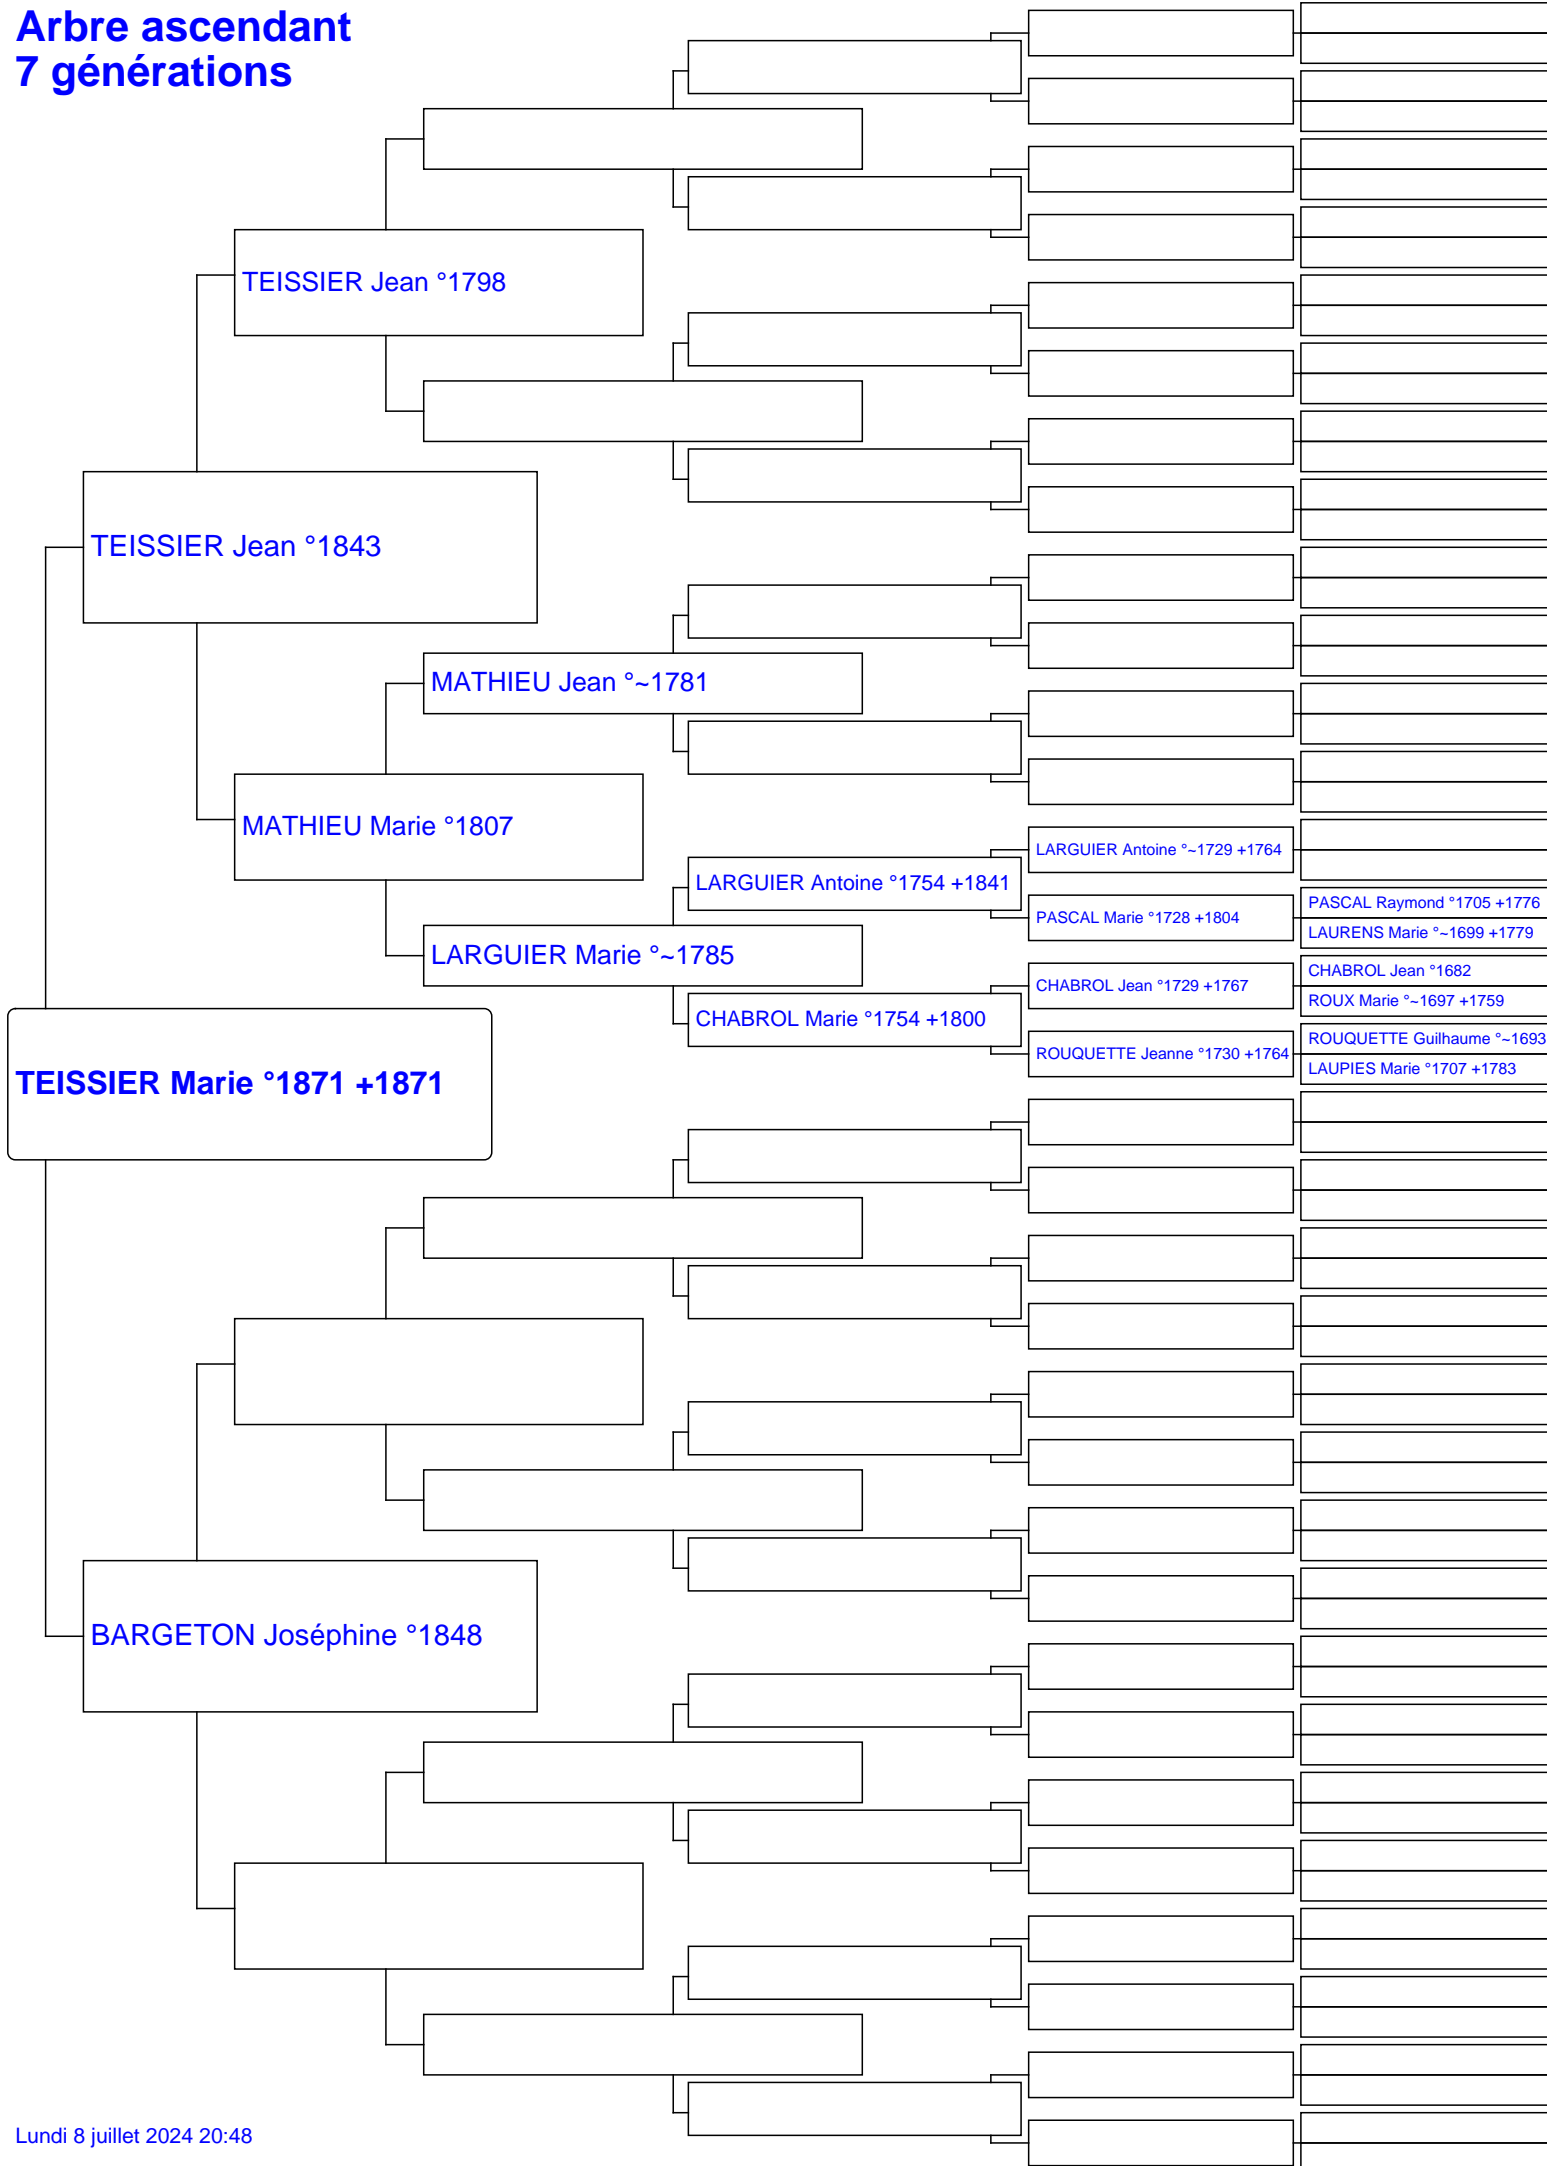 Arbre ascendant
7 générations
TEISSIER Jean °1798
TEISSIER Jean °1843
MATHIEU Jean °~1781
MATHIEU Marie °1807
LARGUIER Antoine °~1729 +1764
LARGUIER Antoine °1754 +1841
PASCAL Raymond °1705 +1776
PASCAL Marie °1728 +1804
LAURENS Marie °~1699 +1779
LARGUIER Marie °~1785
CHABROL Jean °1682
CHABROL Jean °1729 +1767
ROUX Marie °~1697 +1759
CHABROL Marie °1754 +1800
ROUQUETTE Guilhaume °~1693
ROUQUETTE Jeanne °1730 +1764
LAUPIES Marie °1707 +1783
TEISSIER Marie °1871 +1871
BARGETON Joséphine °1848
Lundi 8 juillet 2024 20:48